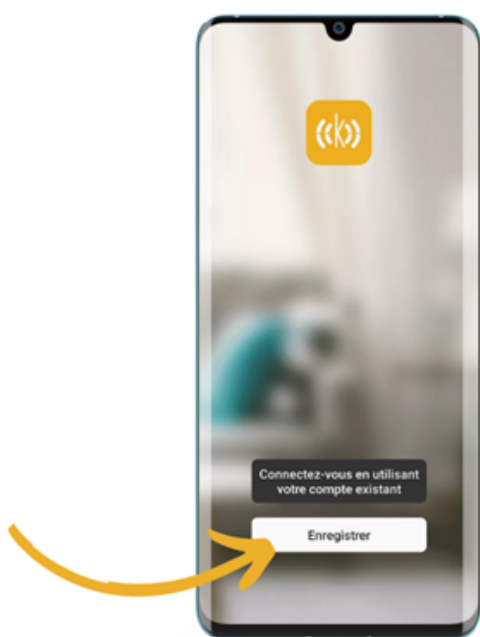 ((k))
Connectez-vous en utilisant
votre compte existant
Enregistrer